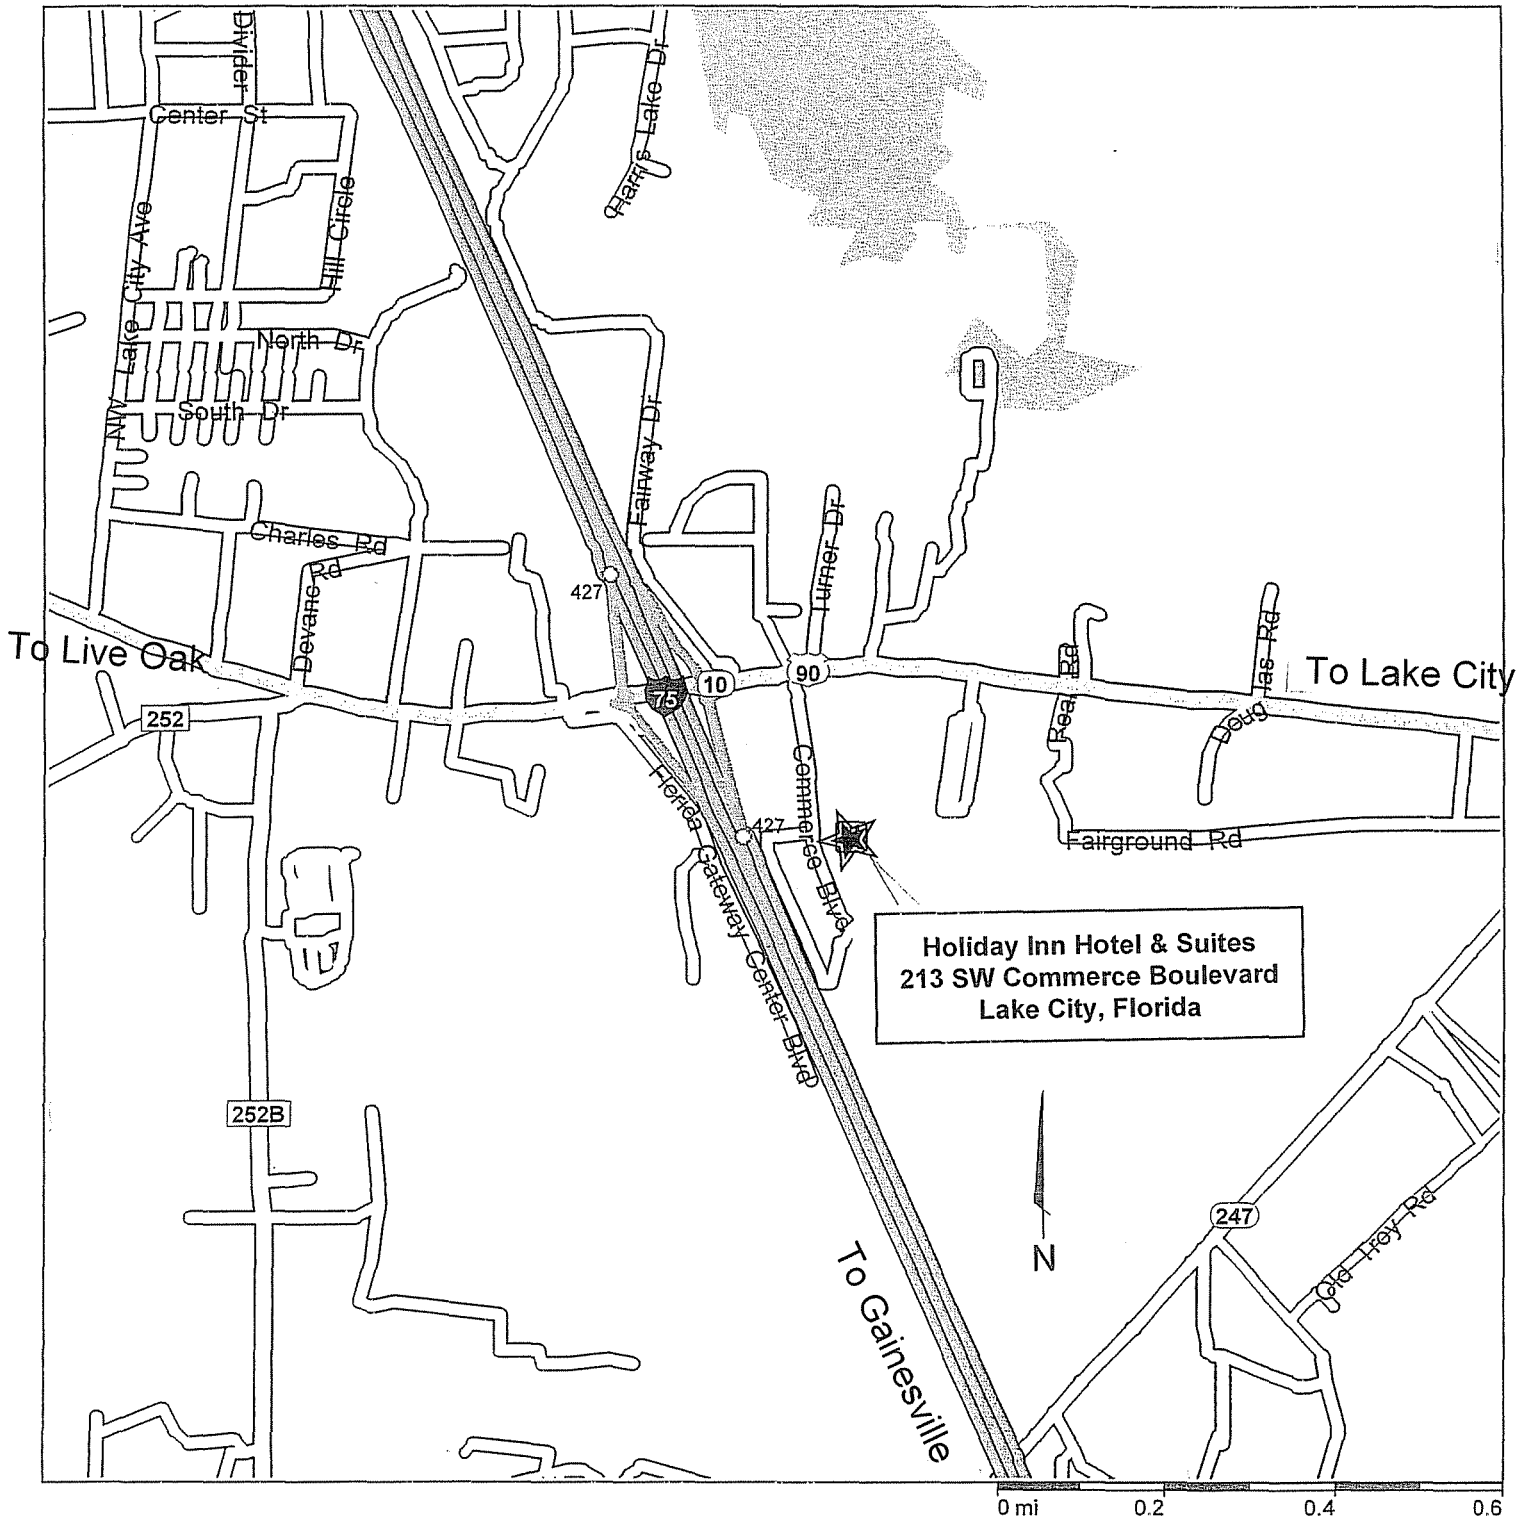 Divider
Center St
Harris Lake Dr
Hill Circle
NW Lake City Ave
North Dr
South Dr
Fairway Dr
Charles Rd
Devane Rd
427
Turner Dr
To Live Oak
252
75
10
90
Real Rd
Douglas Rd
To Lake City
Florida Gateway Center Blvd
427
Commerce Blvd
Fairground Rd
Holiday Inn Hotel & Suites
213 SW Commerce Boulevard
Lake City, Florida
252B
N
247
Old Troy Rd
To Gainesville
0 mi 0.2 0.4 0.6